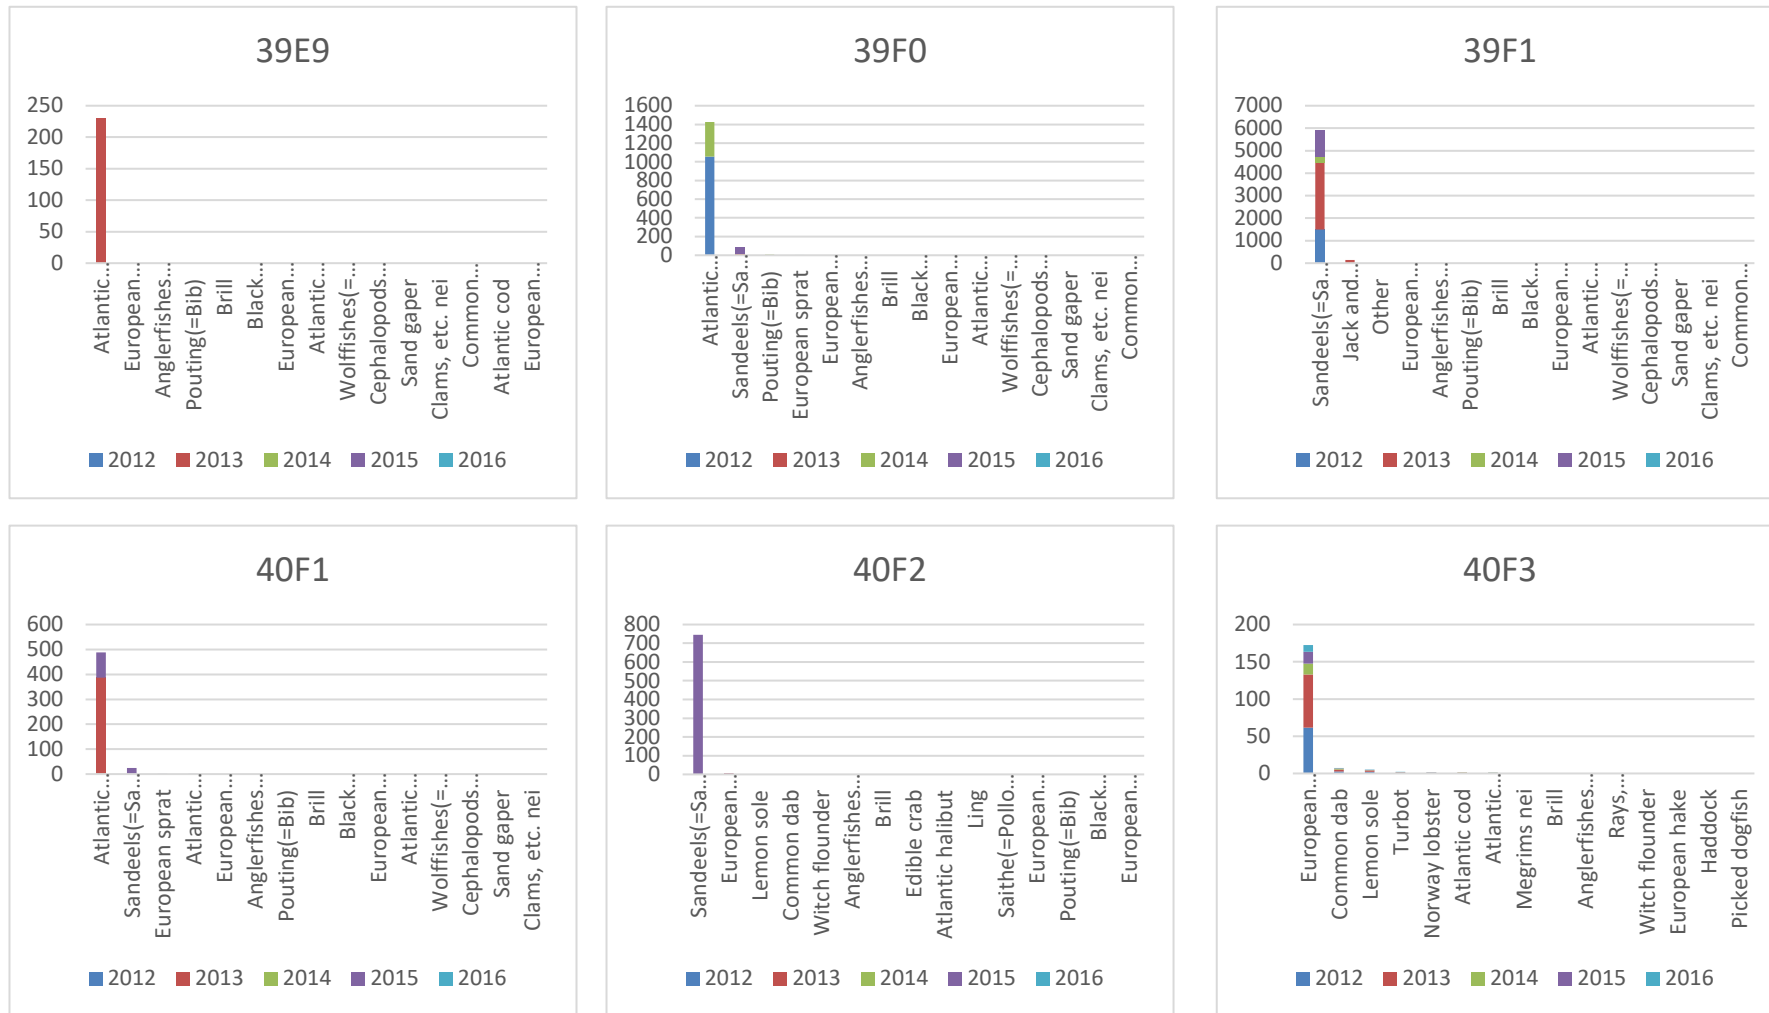 39E9
250
200
150
100
50
0
Atlantic…
European…
Anglerfishes…
Pouting(=Bib)
Brill
Black…
European…
Atlantic…
Wolffishes(=…
Cephalopods…
Sand gaper
Clams, etc. nei
Common…
Atlantic cod
European…
2012 2013 2014 2015 2016
39F0
1600
1400
1200
1000
800
600
400
200
0
Atlantic…
Sandeels(=Sa…
Pouting(=Bib)
European sprat
European…
Anglerfishes…
Brill
Black…
European…
Atlantic…
Wolffishes(=…
Cephalopods…
Sand gaper
Clams, etc. nei
Common…
2012 2013 2014 2015 2016
39F1
7000
6000
5000
4000
3000
2000
1000
0
Sandeels(=Sa…
Jack and…
Other
European…
Anglerfishes…
Pouting(=Bib)
Brill
Black…
European…
Atlantic…
Wolffishes(=…
Cephalopods…
Sand gaper
Clams, etc. nei
Common…
2012 2013 2014 2015 2016
40F1
600
500
400
300
200
100
0
Atlantic…
Sandeels(=Sa…
European sprat
Atlantic…
European…
Anglerfishes…
Pouting(=Bib)
Brill
Black…
European…
Atlantic…
Wolffishes(=…
Cephalopods…
Sand gaper
Clams, etc. nei
2012 2013 2014 2015 2016
40F2
800
700
600
500
400
300
200
100
0
Sandeels(=Sa…
European…
Lemon sole
Common dab
Witch flounder
Anglerfishes…
Brill
Edible crab
Atlantic halibut
Ling
Saithe(=Pollo…
European…
Pouting(=Bib)
Black…
European…
2012 2013 2014 2015 2016
40F3
200
150
100
50
0
European…
Common dab
Lemon sole
Turbot
Norway lobster
Atlantic cod
Atlantic…
Megrims nei
Brill
Anglerfishes…
Rays,…
Witch flounder
European hake
Haddock
Picked dogfish
2012 2013 2014 2015 2016